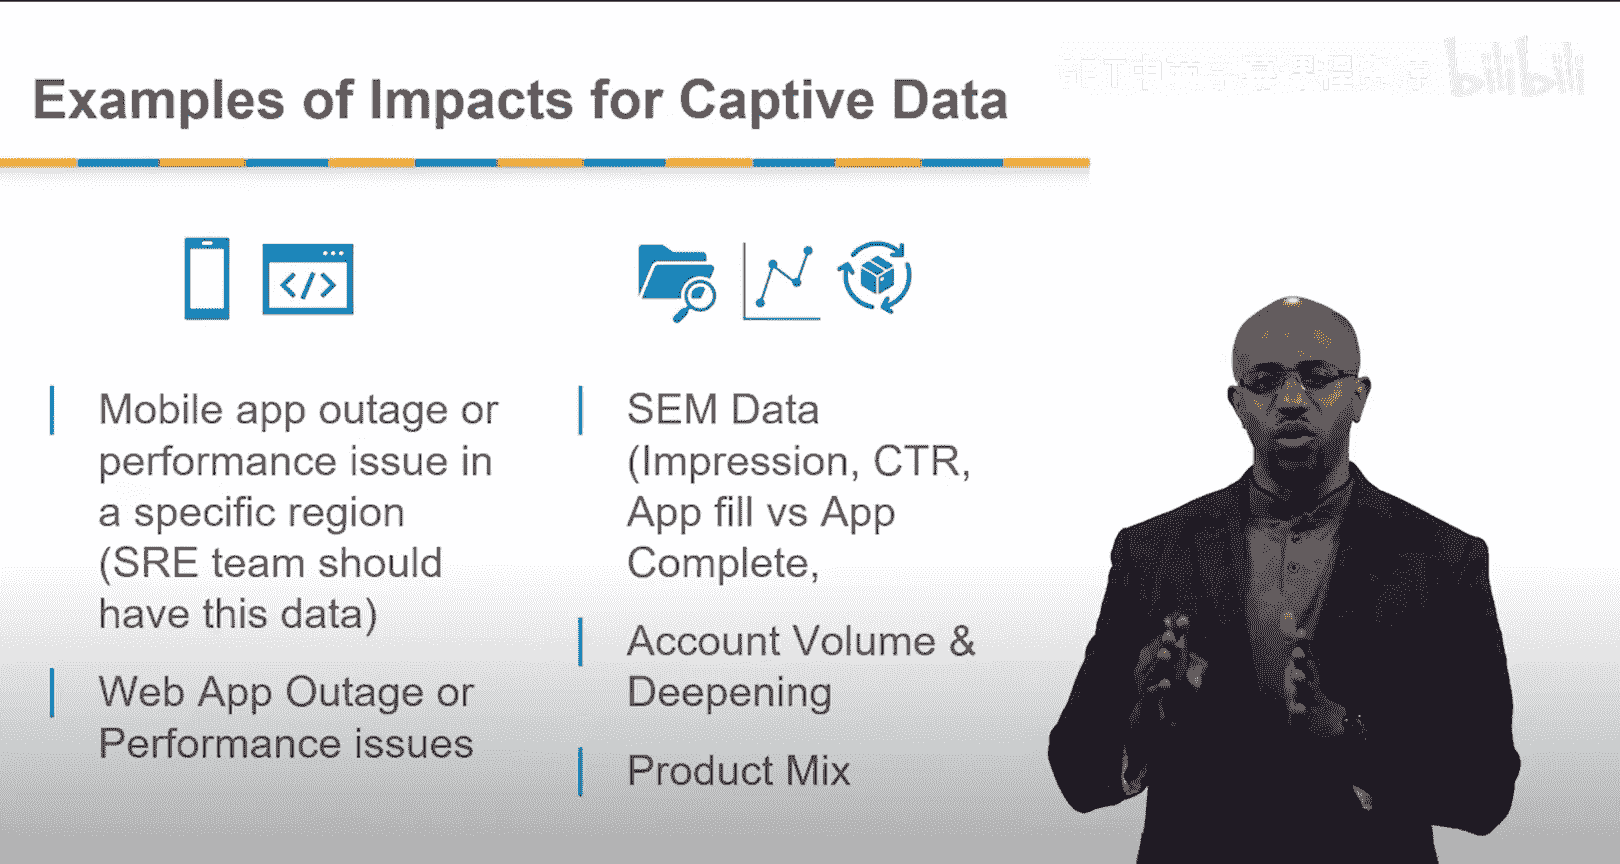 Examples of Impacts for Captive Data
bilibili
</>
Mobile app outage or
performance issue in
a specific region
(SRE team should
have this data)
Web App Outage or
Performance issues
SEM Data
(Impression, CTR,
App fill vs App
Complete,
Account Volume &
Deepening
Product Mix